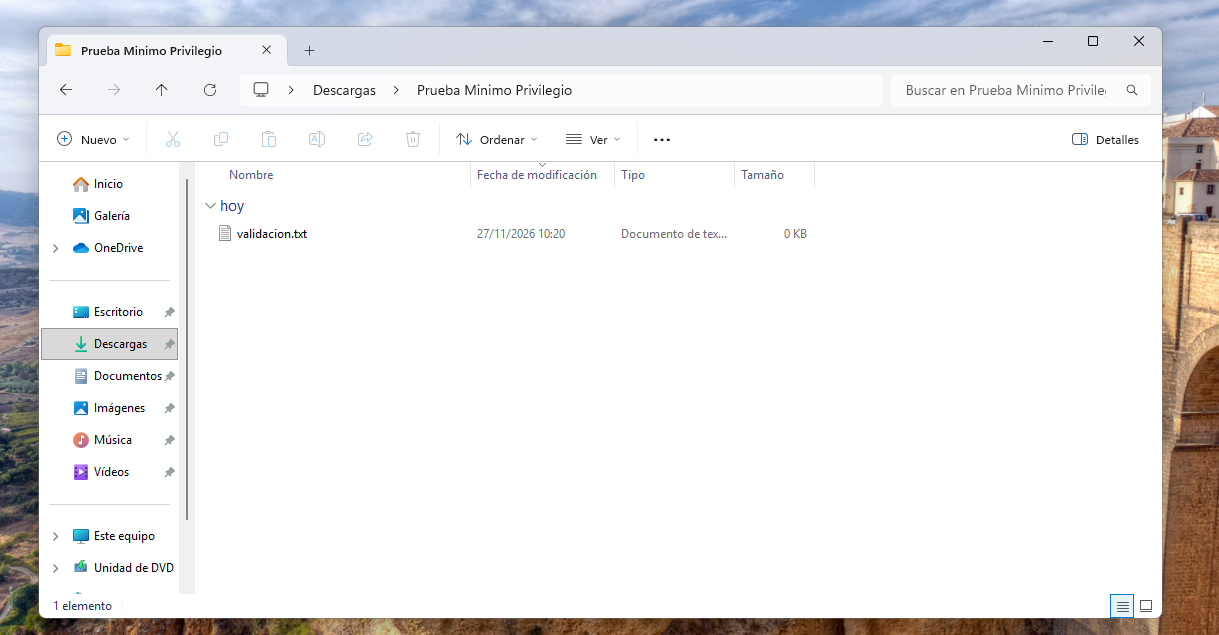 Prueba Minimo Privilegio
Descargas > Prueba Minimo Privilegio
Buscar en Prueba Minimo Privile
Nuevo
Ordenar
Ver
Detalles
Nombre
Fecha de modificación
Tipo
Tamaño
hoy
validacion.txt
27/11/2026 10:20
Documento de tex...
0 KB
Inicio
Galería
OneDrive
Escritorio
Descargas
Documentos
Imágenes
Música
Vídeos
Este equipo
Unidad de DVD
1 elemento